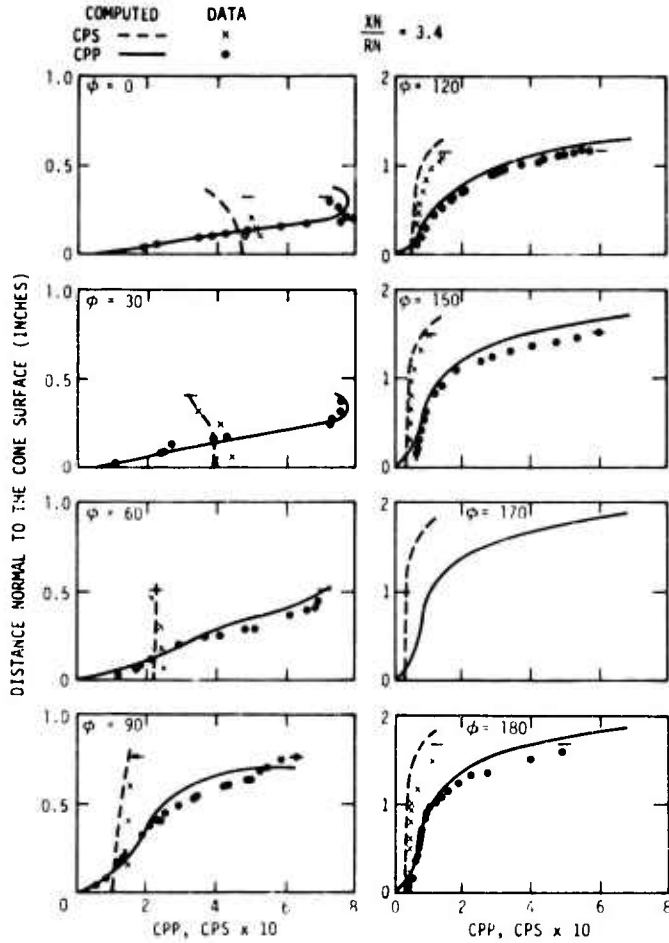 COMPUTED DATA
CPS x
CPP
XN
RN = 3.4
DISTANCE NORMAL TO THE CONE SURFACE (INCHES)
1.0
0.5
0
ϕ = 0
2
1
0
ϕ = 120
1.0
0.5
0
ϕ = 30
2
1
0
ϕ = 150
1.0
0.5
0
ϕ = 60
2
1
0
ϕ = 170
1.0
0.5
0
ϕ = 90
2
1
0
ϕ = 180
0 2 4 6 8
0 2 4 6 8
CPP, CPS x 10
CPP, CPS x 10